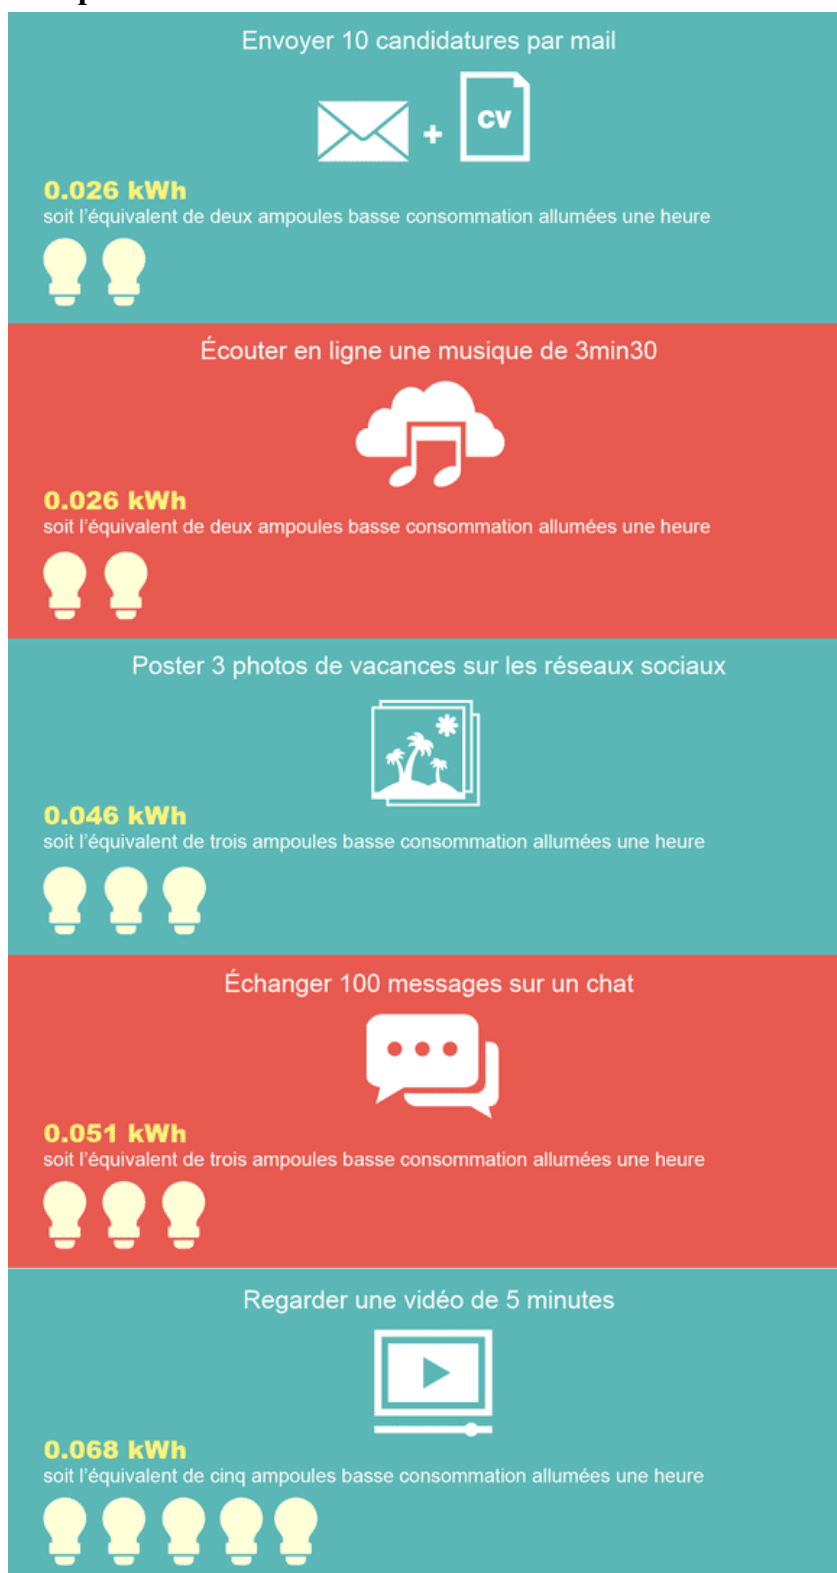 Envoyer 10 candidatures par mail
CV
0.026 kWh
soit l'équivalent de deux ampoules basse consommation allumées une heure
Écouter en ligne une musique de 3min30
0.026 kWh
soit l'équivalent de deux ampoules basse consommation allumées une heure
Poster 3 photos de vacances sur les réseaux sociaux
0.046 kWh
soit l'équivalent de trois ampoules basse consommation allumées une heure
Échanger 100 messages sur un chat
0.051 kWh
soit l'équivalent de trois ampoules basse consommation allumées une heure
Regarder une vidéo de 5 minutes
0.068 kWh
soit l'équivalent de cinq ampoules basse consommation allumées une heure